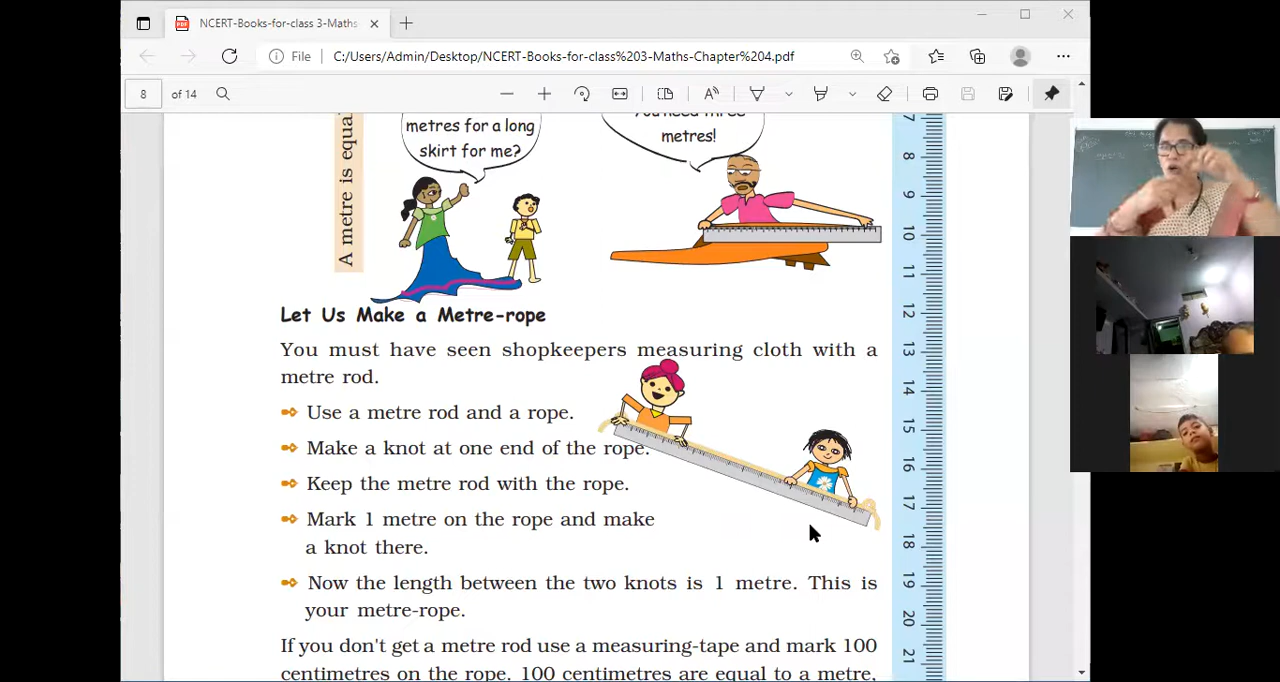 NCERT-Books-for-class 3-Maths-
File
C:/Users/Admin/Desktop/NCERT-Books-for-class%203-Maths-Chapter%204.pdf
8 of 14
A metre is equal
metres for a long
skirt for me?
You need three
metres!
Let Us Make a Metre-rope
You must have seen shopkeepers measuring cloth with a
metre rod.
Use a metre rod and a rope.
Make a knot at one end of the rope.
Keep the metre rod with the rope.
Mark 1 metre on the rope and make
a knot there.
Now the length between the two knots is 1 metre. This is
your metre-rope.
If you don't get a metre rod use a measuring-tape and mark 100
centimetres on the rope. 100 centimetres are equal to a metre,
7
8
9
10
11
12
13
14
15
16
17
18
19
20
21